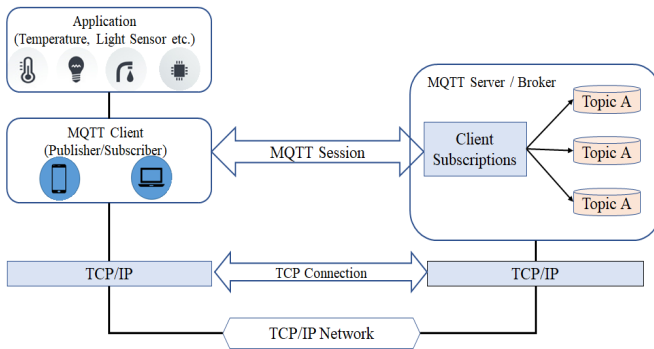 Application
(Temperature, Light Sensor etc.)
MQTT Client
(Publisher/Subscriber)
MQTT Session
MQTT Server / Broker
Client
Subscriptions
Topic A
Topic A
Topic A
TCP/IP
TCP Connection
TCP/IP
TCP/IP Network